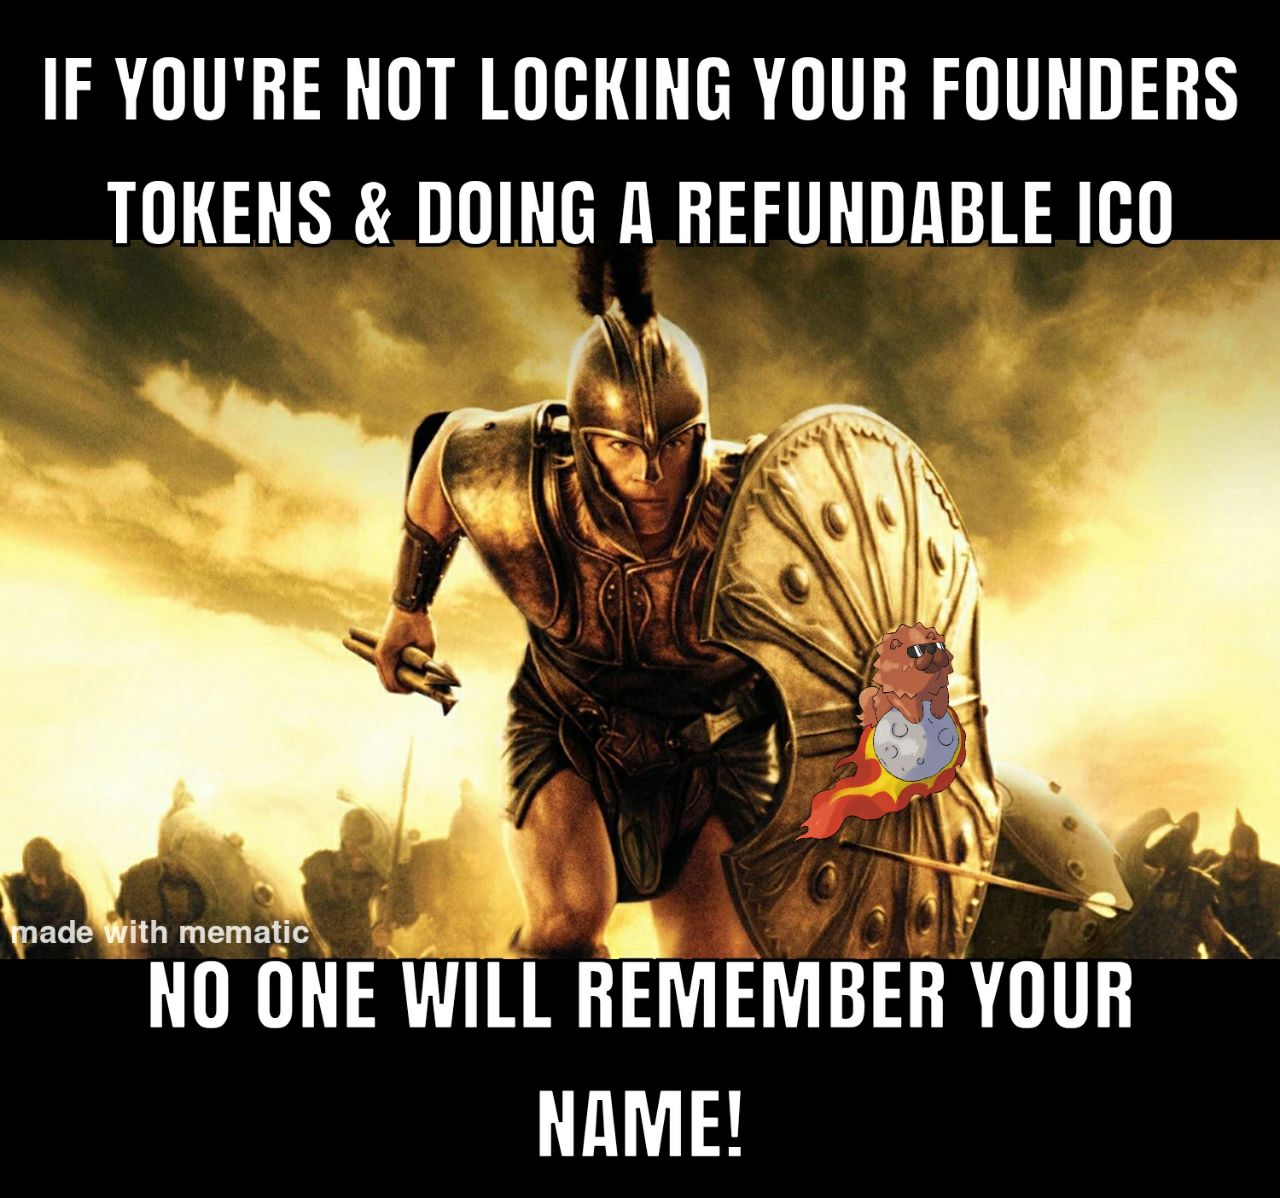 IF YOU'RE NOT LOCKING YOUR FOUNDERS
TOKENS & DOING A REFUNDABLE ICO
made with mematic
NO ONE WILL REMEMBER YOUR
NAME!